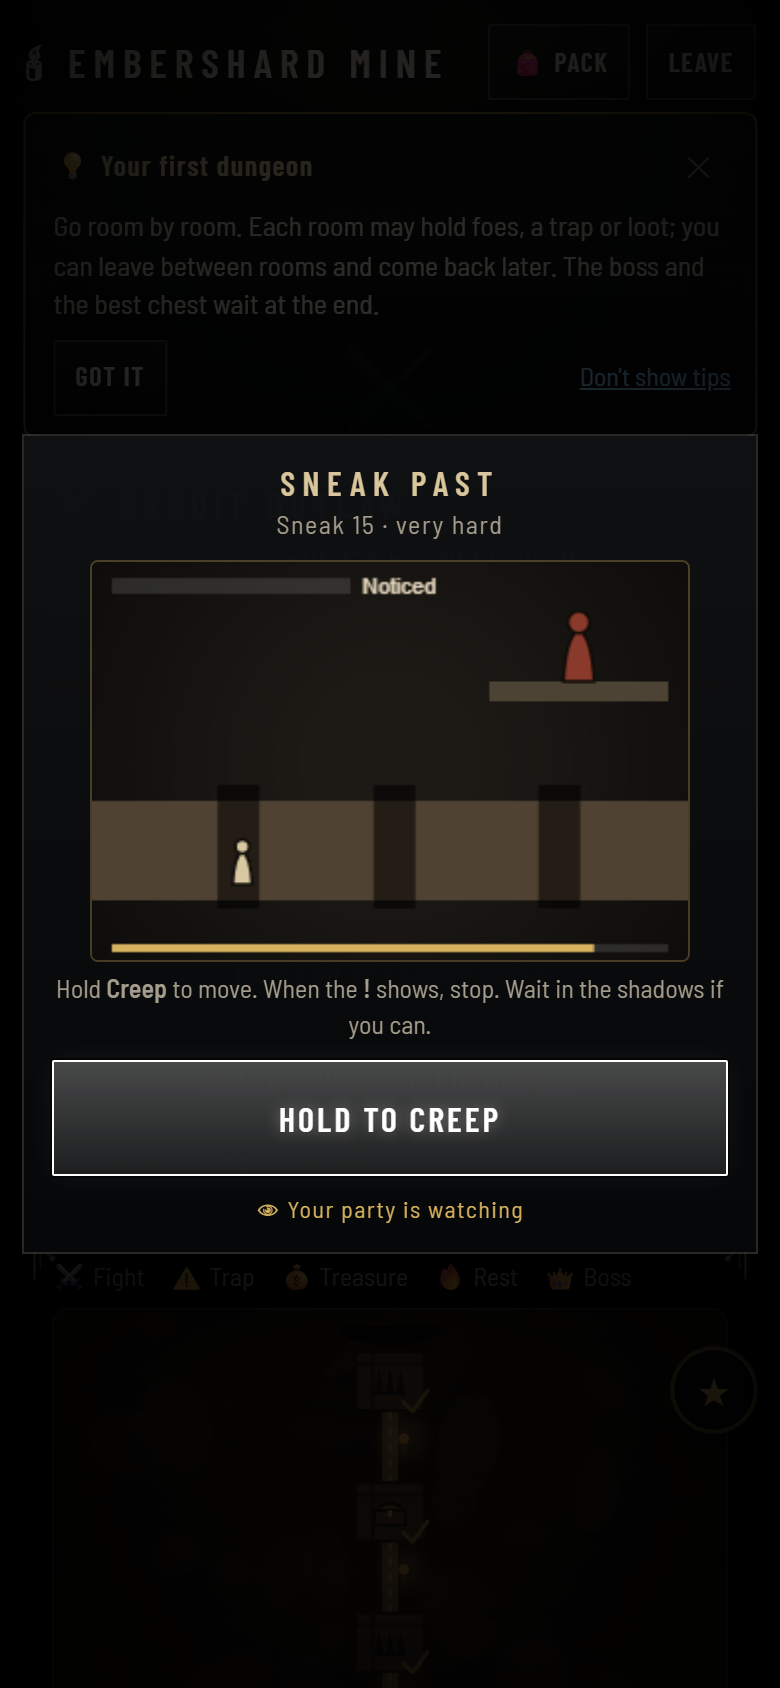 EMBERSHARD MINE
PACK
LEAVE
Your first dungeon
Go room by room. Each room may hold foes, a trap or loot; you
can leave between rooms and come back later. The boss and
the best chest wait at the end.
GOT IT
Don't show tips
SNEAK PAST
Sneak 15 · very hard
Noticed
Hold Creep to move. When the ! shows, stop. Wait in the shadows if
you can.
HOLD TO CREEP
Your party is watching
Fight
Trap
Treasure
Rest
Boss